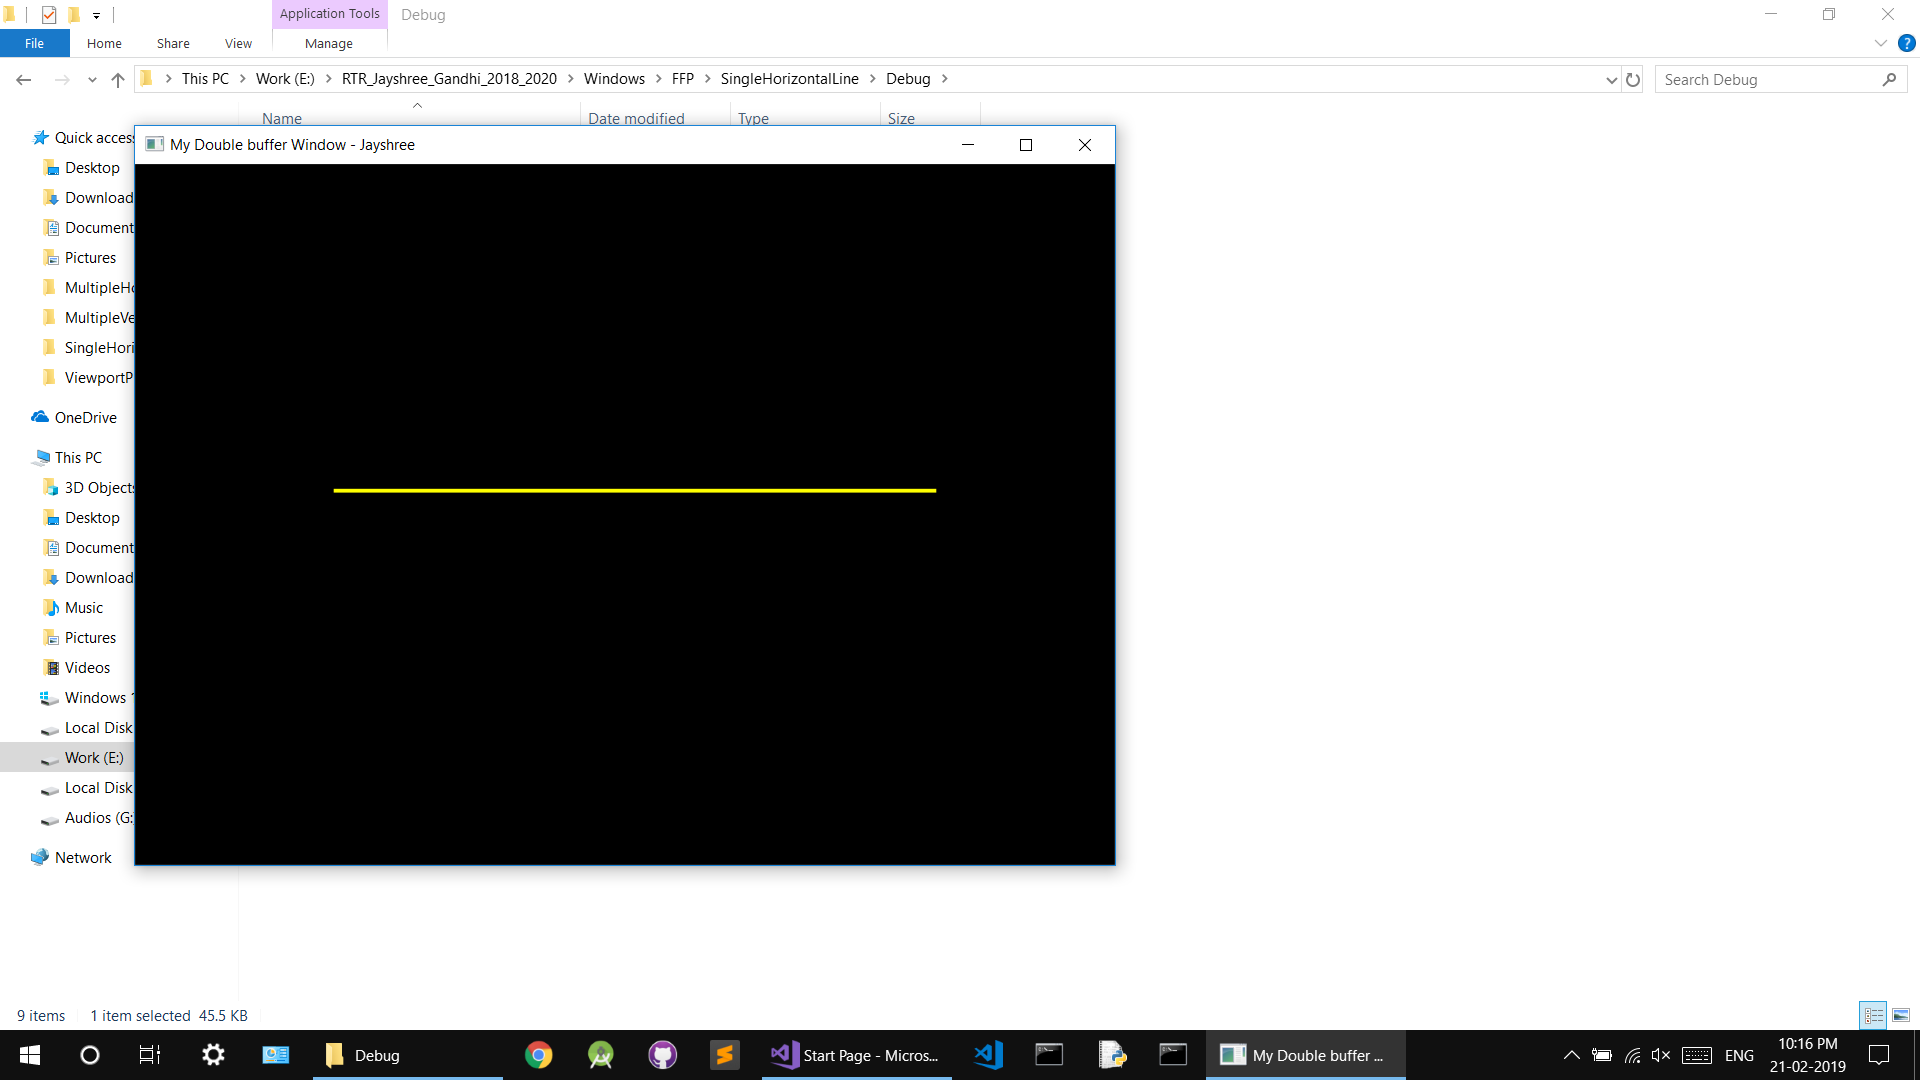 Application Tools
Debug
File
Home
Share
View
Manage
This PC
Work (E:)
RTR_Jayshree_Gandhi_2018_2020
Windows
FFP
SingleHorizontalLine
Debug
Search Debug
Name
Date modified
Type
Size
My Double buffer Window - Jayshree
Quick access
Desktop
Download
Document
Pictures
MultipleHo
MultipleVe
SingleHori
ViewportP
OneDrive
This PC
3D Objects
Desktop
Document
Download
Music
Pictures
Videos
Windows 1
Local Disk
Work (E:)
Local Disk
Audios (G:
Network
9 items
1 item selected 45.5 KB
Debug
Start Page - Micros...
My Double buffer ...
ENG
10:16 PM
21-02-2019